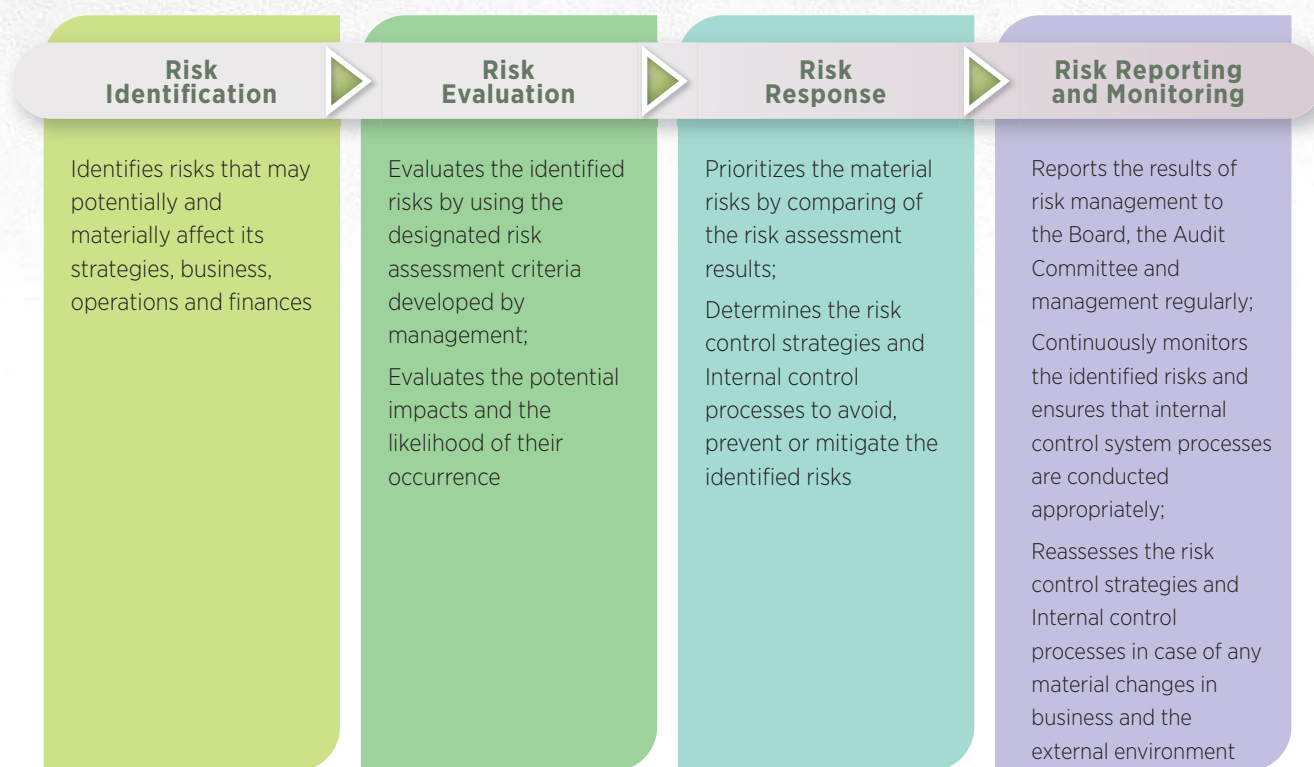 Risk
Identification
Identifies risks that may
potentially and
materially affect its
strategies, business,
operations and finances
Risk
Evaluation
Evaluates the identified
risks by using the
designated risk
assessment criteria
developed by
management;
Evaluates the potential
impacts and the
likelihood of their
occurrence
Risk
Response
Prioritizes the material
risks by comparing of
the risk assessment
results;
Determines the risk
control strategies and
Internal control
processes to avoid,
prevent or mitigate the
identified risks
Risk Reporting
and Monitoring
Reports the results of
risk management to
the Board, the Audit
Committee and
management regularly;
Continuously monitors
the identified risks and
ensures that internal
control system processes
are conducted
appropriately;
Reassesses the risk
control strategies and
Internal control
processes in case of any
material changes in
business and the
external environment